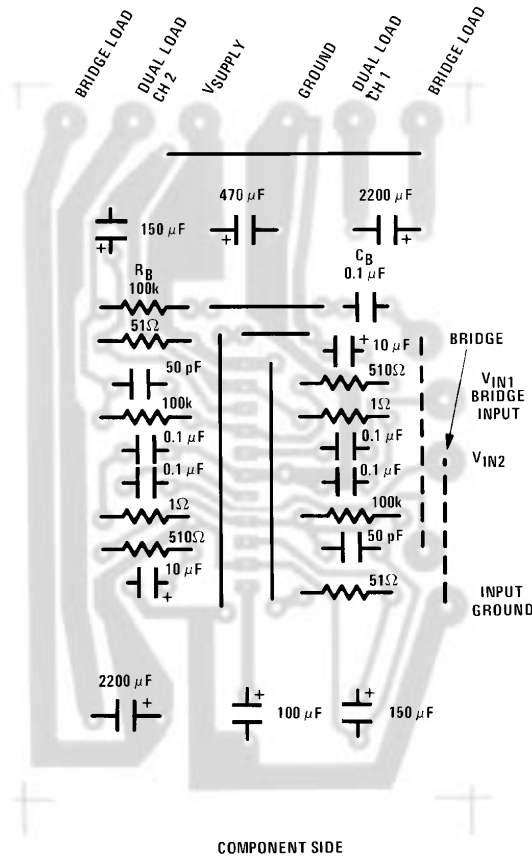 BRIDGE LOAD
DUAL LOAD
CH 2
VSUPPLY
GROUND
DUAL LOAD
CH 1
BRIDGE LOAD
150 μF
+
470 μF
+
2200 μF
+
RB
100k
CB
0.1 μF
51Ω
+
10 μF
BRIDGE
50 pF
510Ω
VIN1
BRIDGE
INPUT
100k
1Ω
0.1 μF
0.1 μF
VIN2
0.1 μF
0.1 μF
1Ω
100k
510Ω
50 pF
10 μF
+
51Ω
INPUT
GROUND
2200 μF
+
+
100 μF
+
150 μF
COMPONENT SIDE